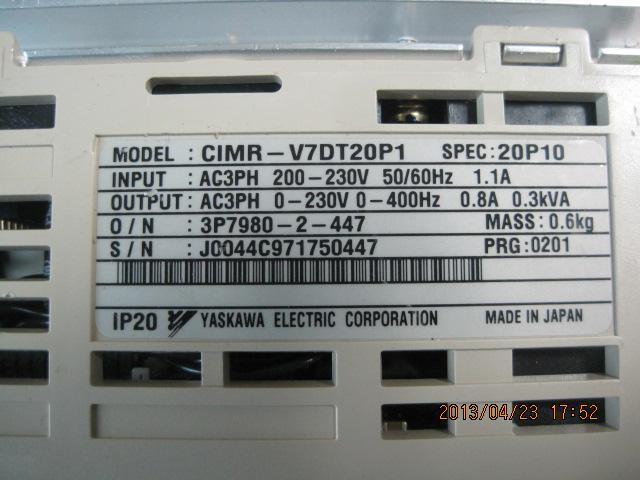 MODEL : CIMR-V7DT20P1 SPEC:20P10
INPUT : AC3PH 200-230V 50/60Hz 1.1A
OUTPUT: AC3PH 0-230V 0-400Hz 0.8A 0.3kVA
O / N : 3P7980-2-447 MASS:0.6kg
S / N : J0044C971750447 PRG:0201
IP20 YASKAWA ELECTRIC CORPORATION MADE IN JAPAN
2013/04/23 17:52